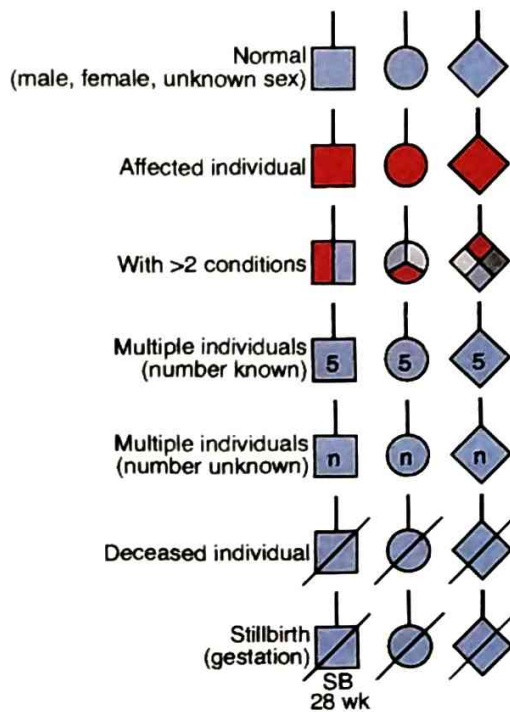 Normal
(male, female, unknown sex)
Affected individual
With >2 conditions
Multiple individuals
(number known)
5 5 5
Multiple individuals
(number unknown)
n n n
Deceased individual
Stillbirth
(gestation)
SB
28 wk